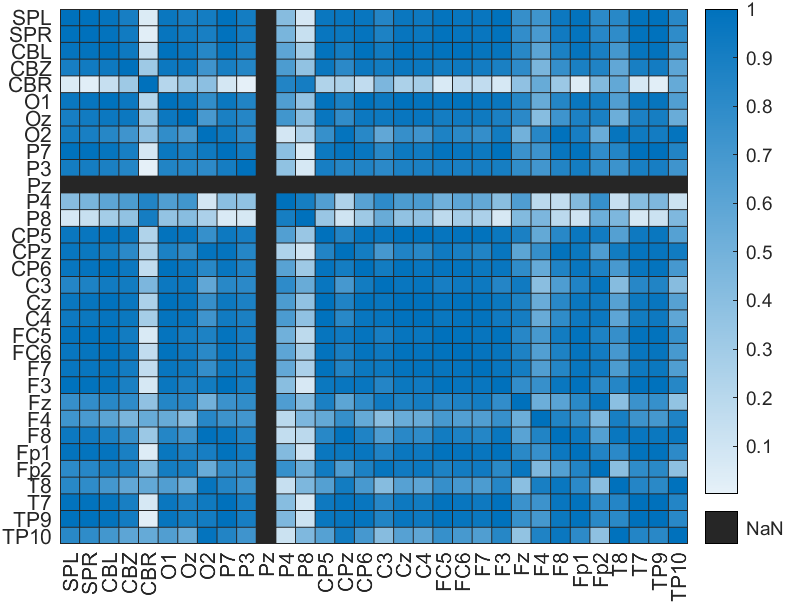 SPL
SPR
CBL
CBZ
CBR
O1
Oz
O2
P7
P3
Pz
P4
P8
CP5
CPz
CP6
C3
Cz
C4
FC5
FC6
F7
F3
Fz
F4
F8
Fp1
Fp2
T8
T7
TP9
TP10
SPL SPR CBL CBZ CBR O1 Oz O2 P7 P3 Pz P4 P8 CP5 CPz CP6 C3 Cz C4 FC5 FC6 F7 F3 Fz F4 F8 Fp1 Fp2 T8 T7 TP9 TP10
1
0.9
0.8
0.7
0.6
0.5
0.4
0.3
0.2
0.1
NaN